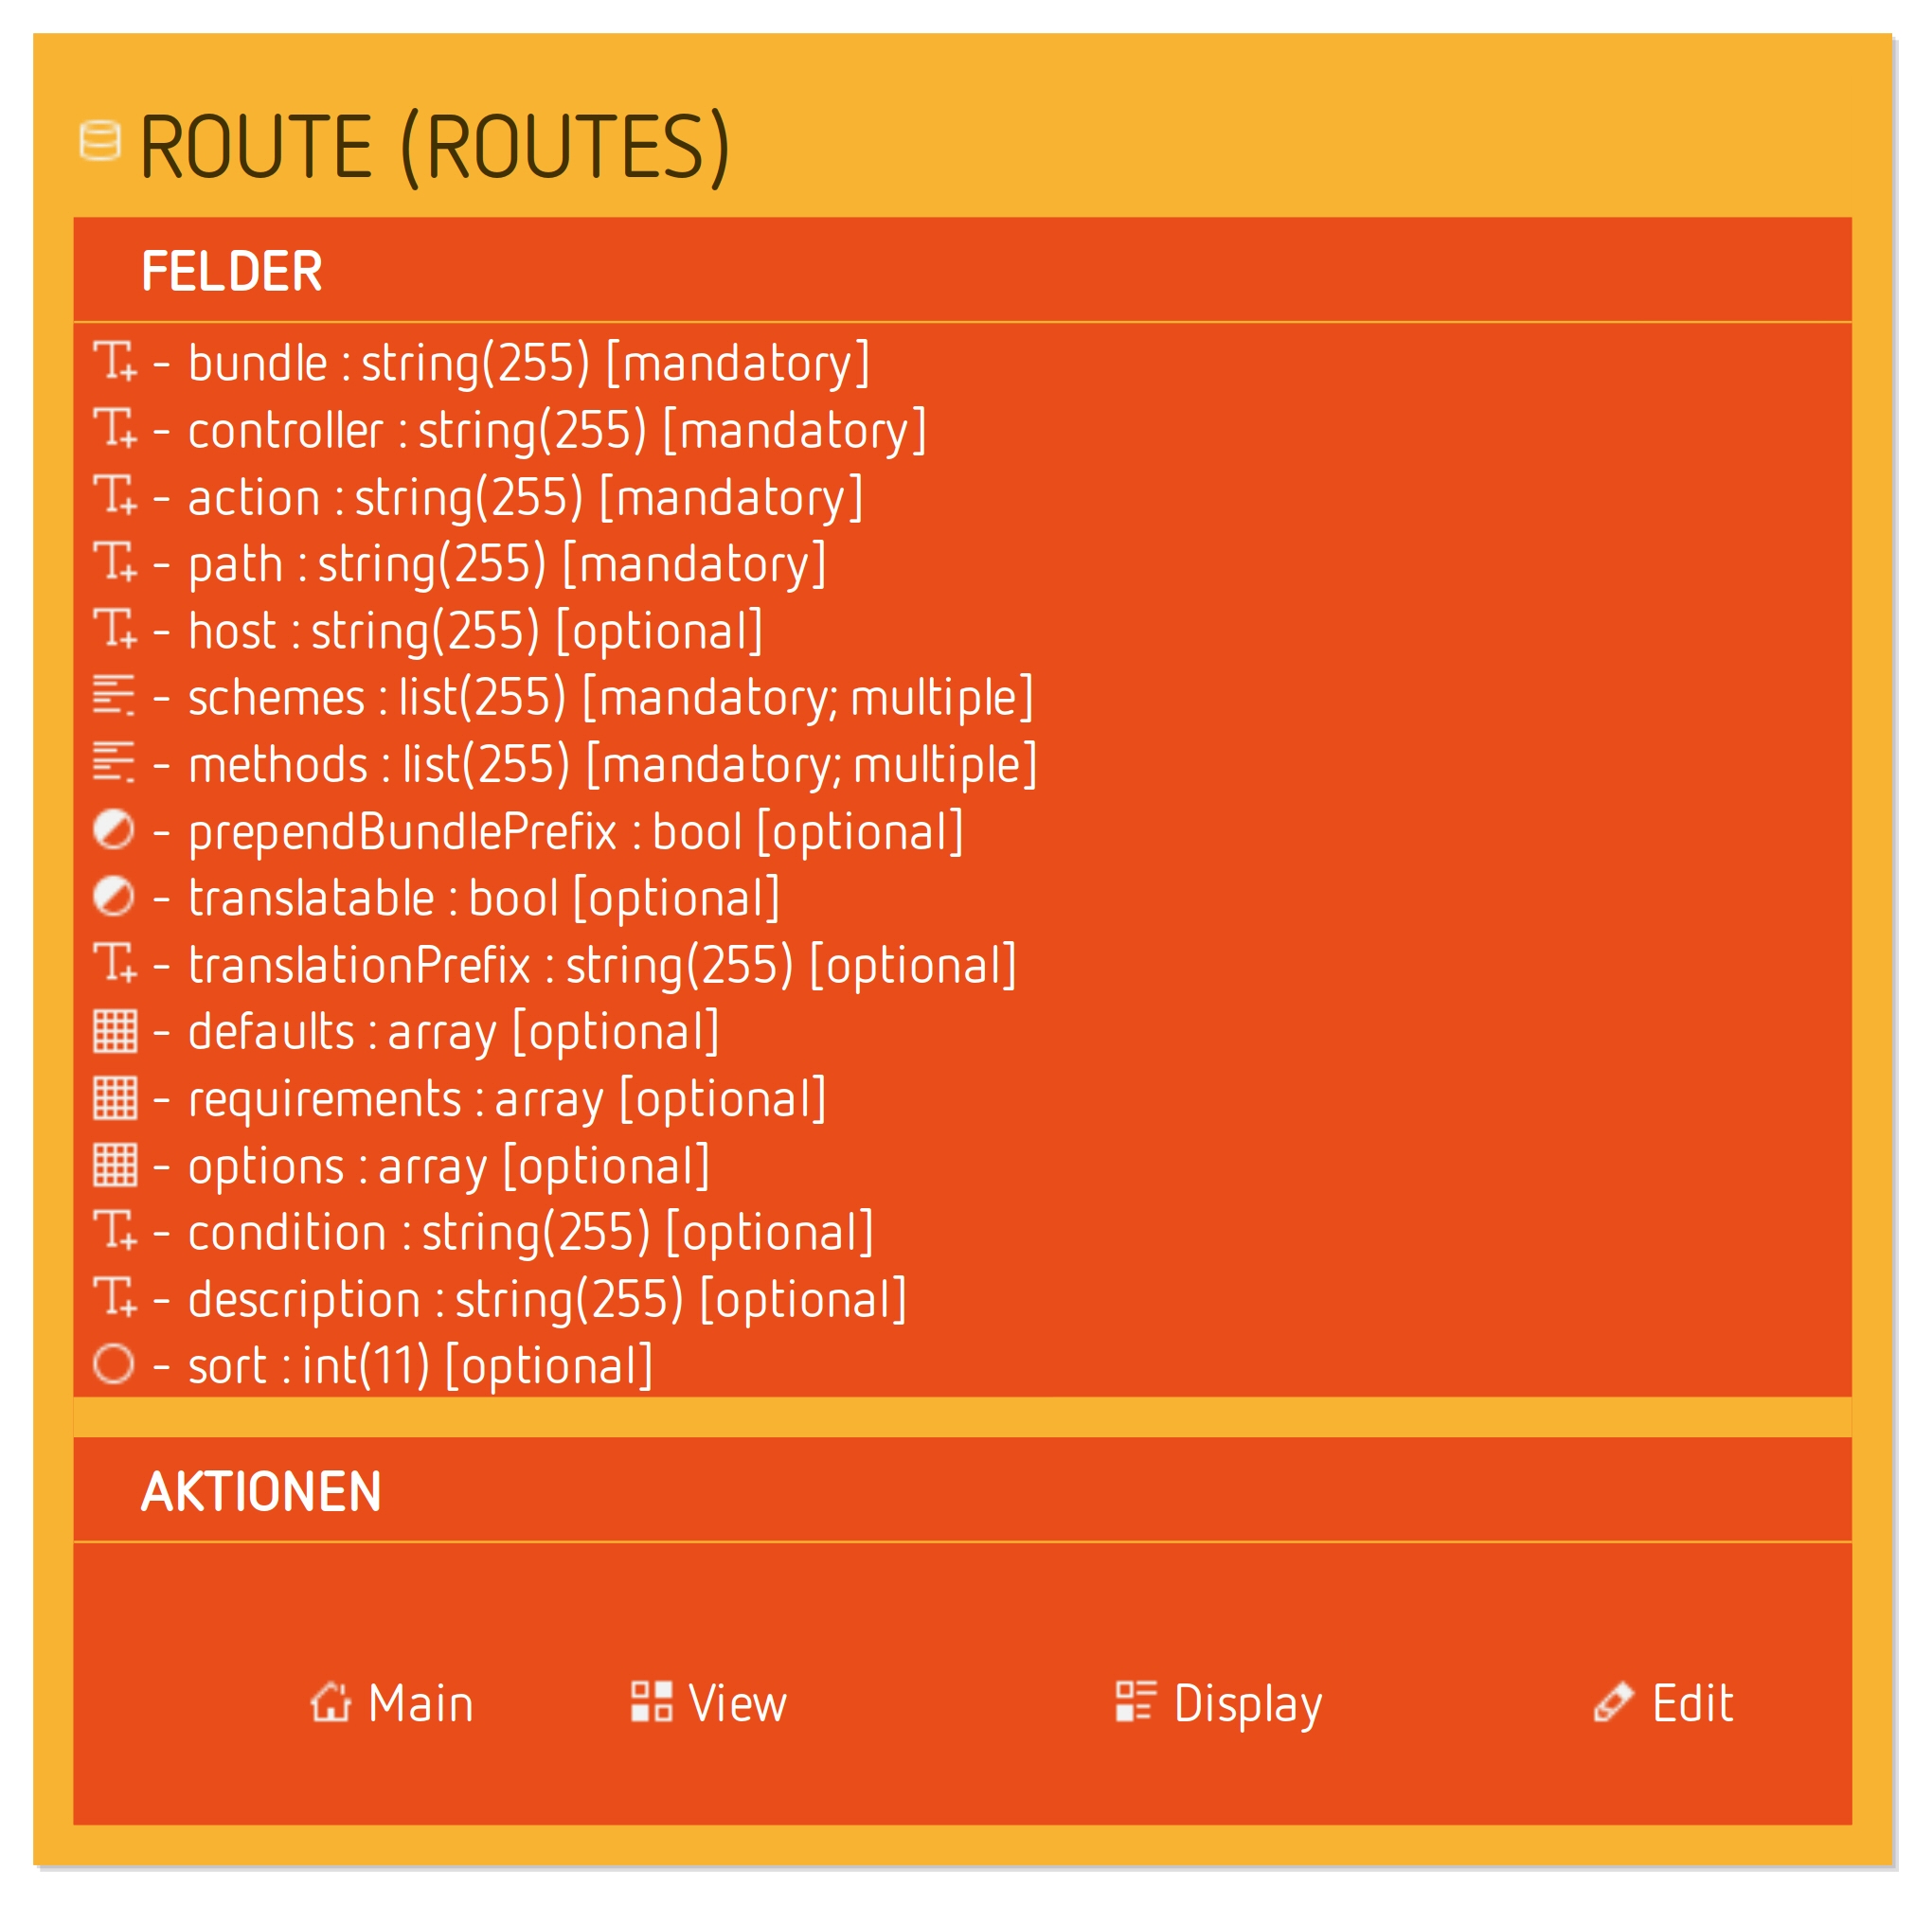 ROUTE (ROUTES)
FELDER
- bundle : string(255) [mandatory]
- controller : string(255) [mandatory]
- action : string(255) [mandatory]
- path : string(255) [mandatory]
- host : string(255) [optional]
- schemes : list(255) [mandatory; multiple]
- methods : list(255) [mandatory; multiple]
- prependBundlePrefix : bool [optional]
- translatable : bool [optional]
- translationPrefix : string(255) [optional]
- defaults : array [optional]
- requirements : array [optional]
- options : array [optional]
- condition : string(255) [optional]
- description : string(255) [optional]
- sort : int(11) [optional]
AKTIONEN
Main View Display Edit